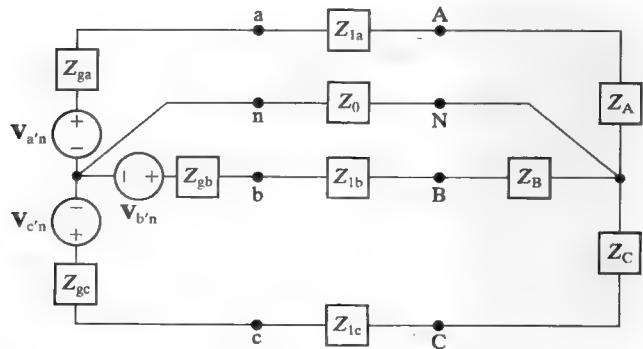 a Z1a A
Zga
n Z0 N
ZA
+
Va′n
−
− + Zgb b Z1b B ZB
Vb′n
−
Vc′n
+
ZC
Zgc
c Z1c C